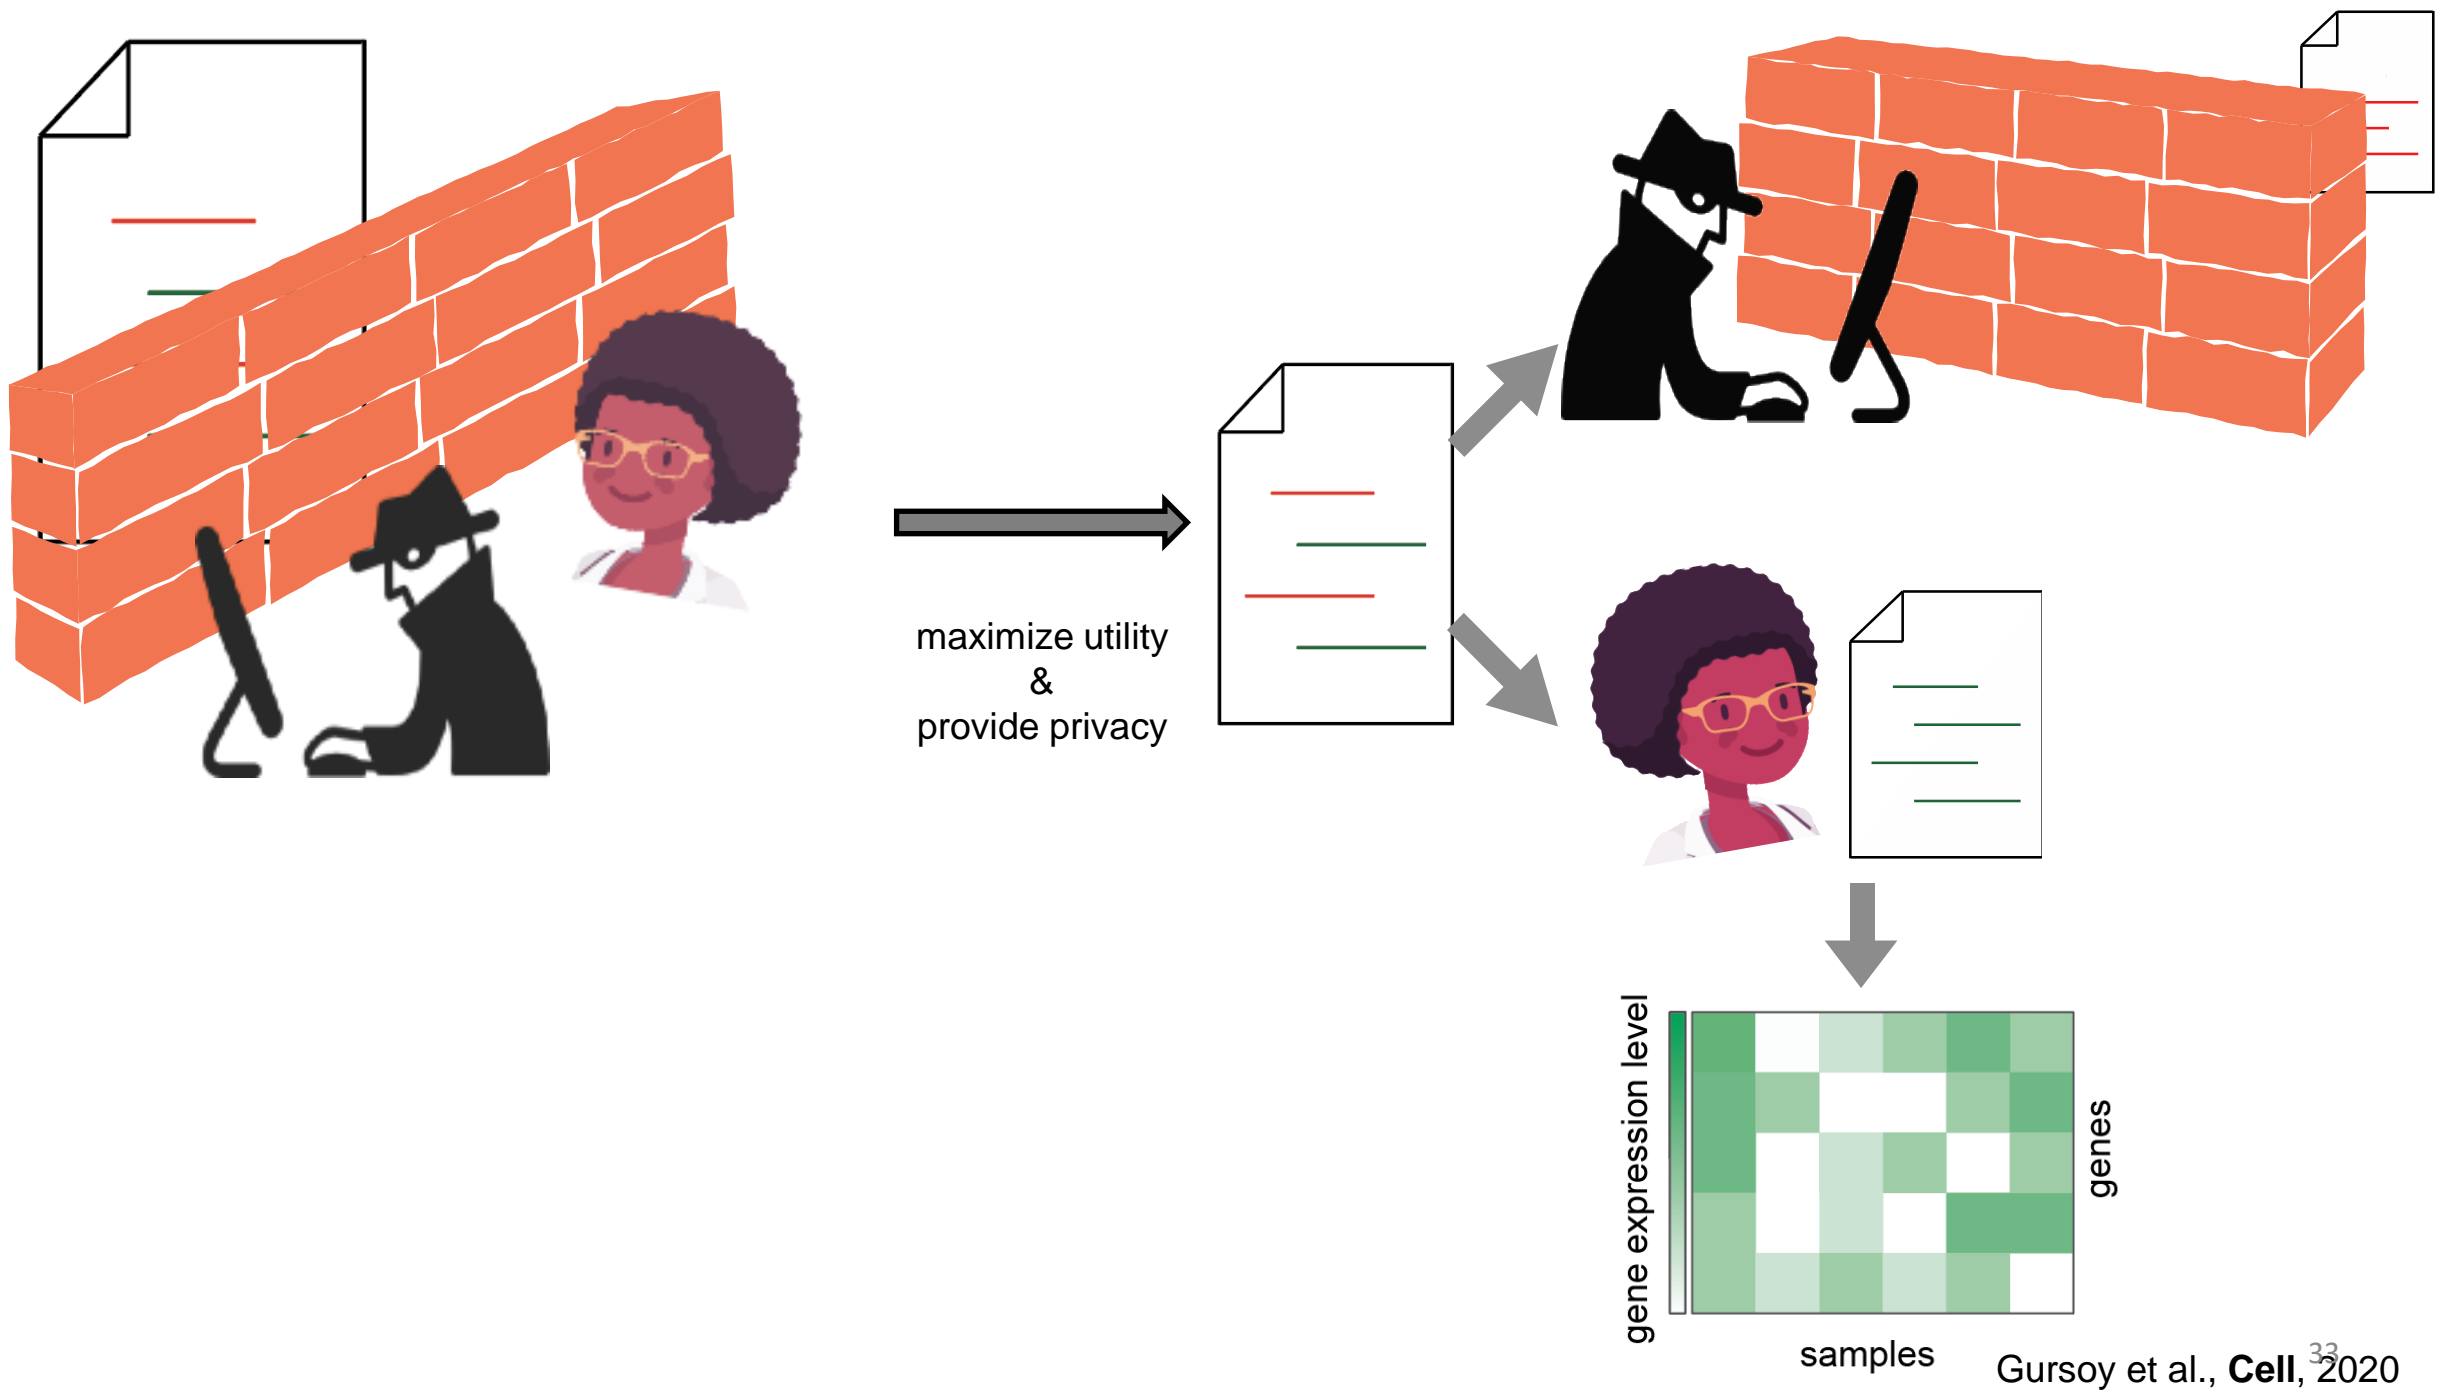 maximize utility
&
provide privacy
gene expression level
genes
samples
33
Gursoy et al., Cell, 2020